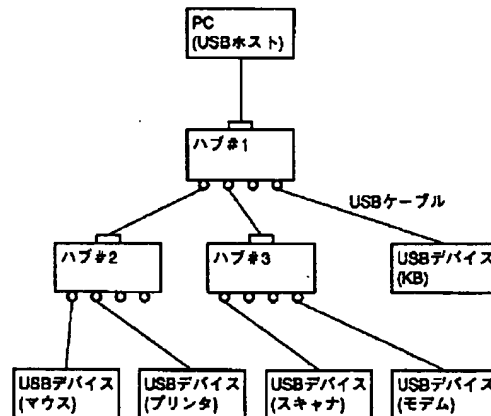 PC
(USBホスト)
ハブ#1
USBケーブル
ハブ#2
ハブ#3
USBデバイス
(KB)
USBデバイス
(マウス)
USBデバイス
(プリンタ)
USBデバイス
(スキャナ)
USBデバイス
(モデム)